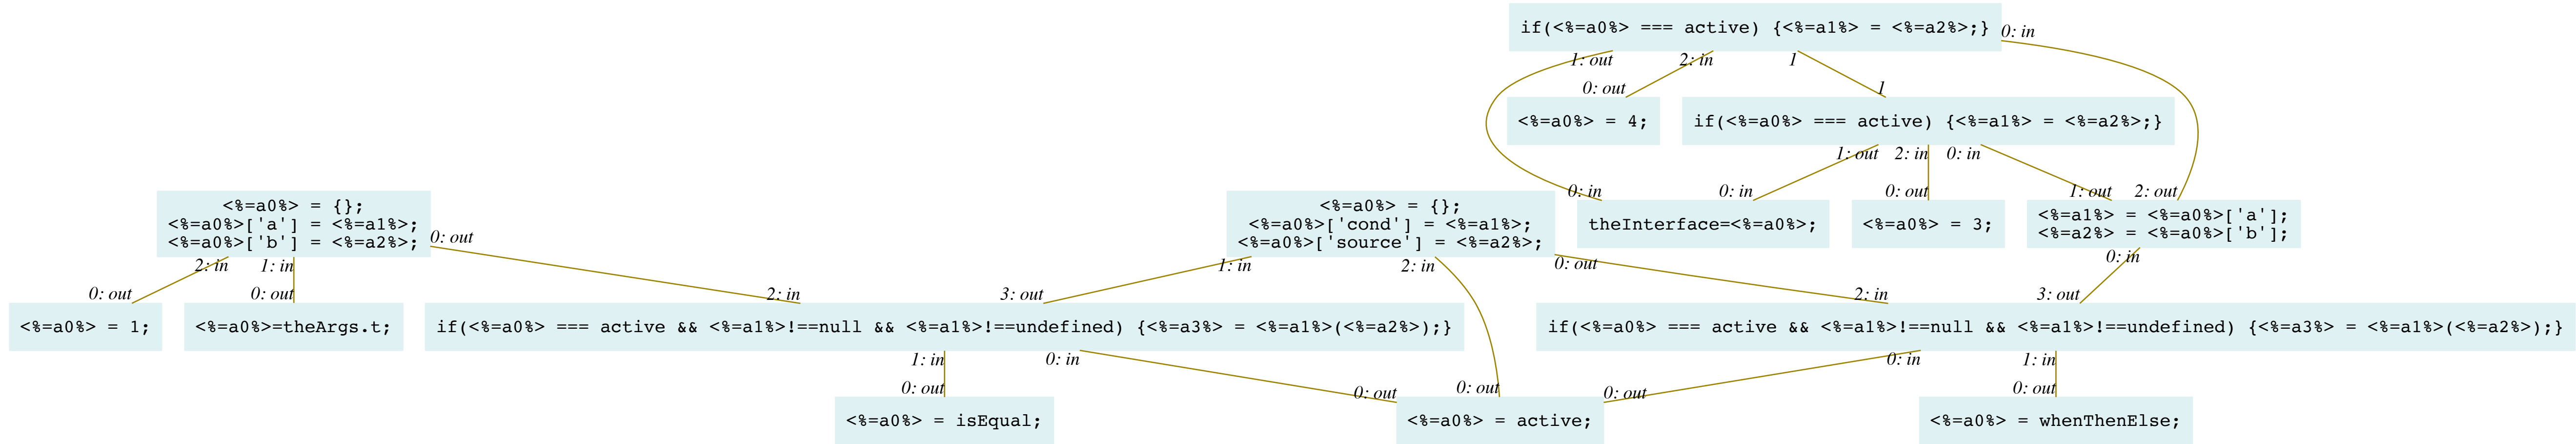 if(<%=a0%> === active) {<%=a1%> = <%=a2%>;}
0: in
1: out
2: in
1
0: out
1
<%=a0%> = 4;
if(<%=a0%> === active) {<%=a1%> = <%=a2%>;}
1: out
2: in
0: in
0: in
0: in
0: out
1: out
2: out
<%=a0%> = {};
<%=a0%>['a'] = <%=a1%>;
<%=a0%>['b'] = <%=a2%>;
0: out
<%=a0%> = {};
<%=a0%>['cond'] = <%=a1%>;
<%=a0%>['source'] = <%=a2%>;
0: out
theInterface=<%=a0%>;
<%=a0%> = 3;
<%=a1%> = <%=a0%>['a'];
<%=a2%> = <%=a0%>['b'];
2: in
1: in
1: in
2: in
0: in
0: out
0: out
2: in
3: out
2: in
3: out
<%=a0%> = 1;
<%=a0%>=theArgs.t;
if(<%=a0%> === active && <%=a1%>!==null && <%=a1%>!==undefined) {<%=a3%> = <%=a1%>(<%=a2%>);}
if(<%=a0%> === active && <%=a1%>!==null && <%=a1%>!==undefined) {<%=a3%> = <%=a1%>(<%=a2%>);}
1: in
0: in
0: in
1: in
0: out
0: out
0: out
0: out
0: out
<%=a0%> = isEqual;
<%=a0%> = active;
<%=a0%> = whenThenElse;